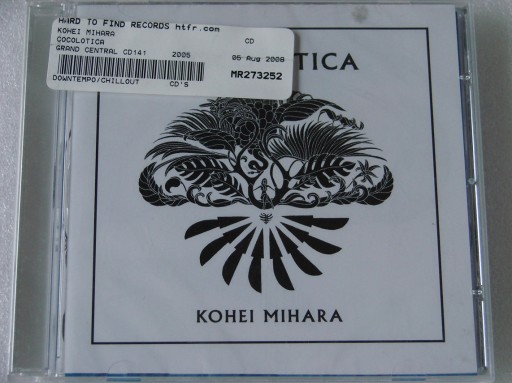 HARD TO FIND RECORDS htfr.com
KOHEI MIHARA CD
COCOLOTICA
GRAND CENTRAL CD141 2005 05 Aug 2008
MR273252
DOWNTEMPO/CHILLOUT CD'S
TICA
KOHEI MIHARA